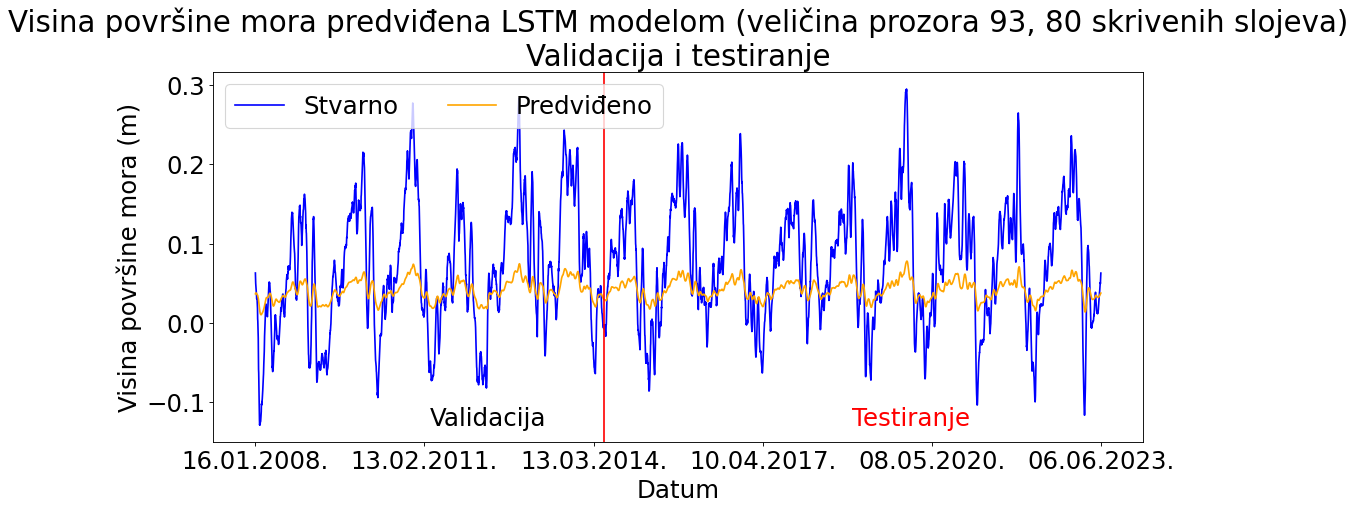 Visina površine mora predviđena LSTM modelom (veličina prozora 93, 80 skrivenih slojeva)
Validacija i testiranje
Stvarno
Predviđeno
Visina površine mora (m)
0.3
0.2
0.1
0.0
−0.1
Validacija
Testiranje
16.01.2008.
13.02.2011.
13.03.2014.
10.04.2017.
08.05.2020.
06.06.2023.
Datum